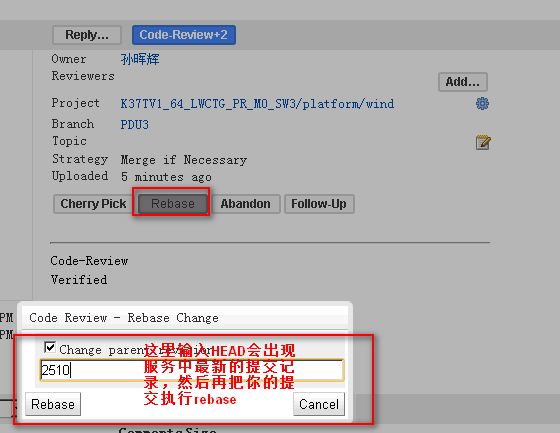 Reply...
Code-Review+2
Owner 孙晖辉
Reviewers
Add...
Project K37TV1_64_LWCTG_PR_MO_SW3/platform/wind
Branch PDU3
Topic
Strategy Merge if Necessary
Uploaded 5 minutes ago
Cherry Pick Rebase Abandon Follow-Up
Code-Review
Verified
PM
Code Review - Rebase Change
PM
Change parent
这里输入HEAD会出现
服务中最新的提交记
2510
录，然后再把你的提
交执行rebase
Rebase
Cancel
Comments Size